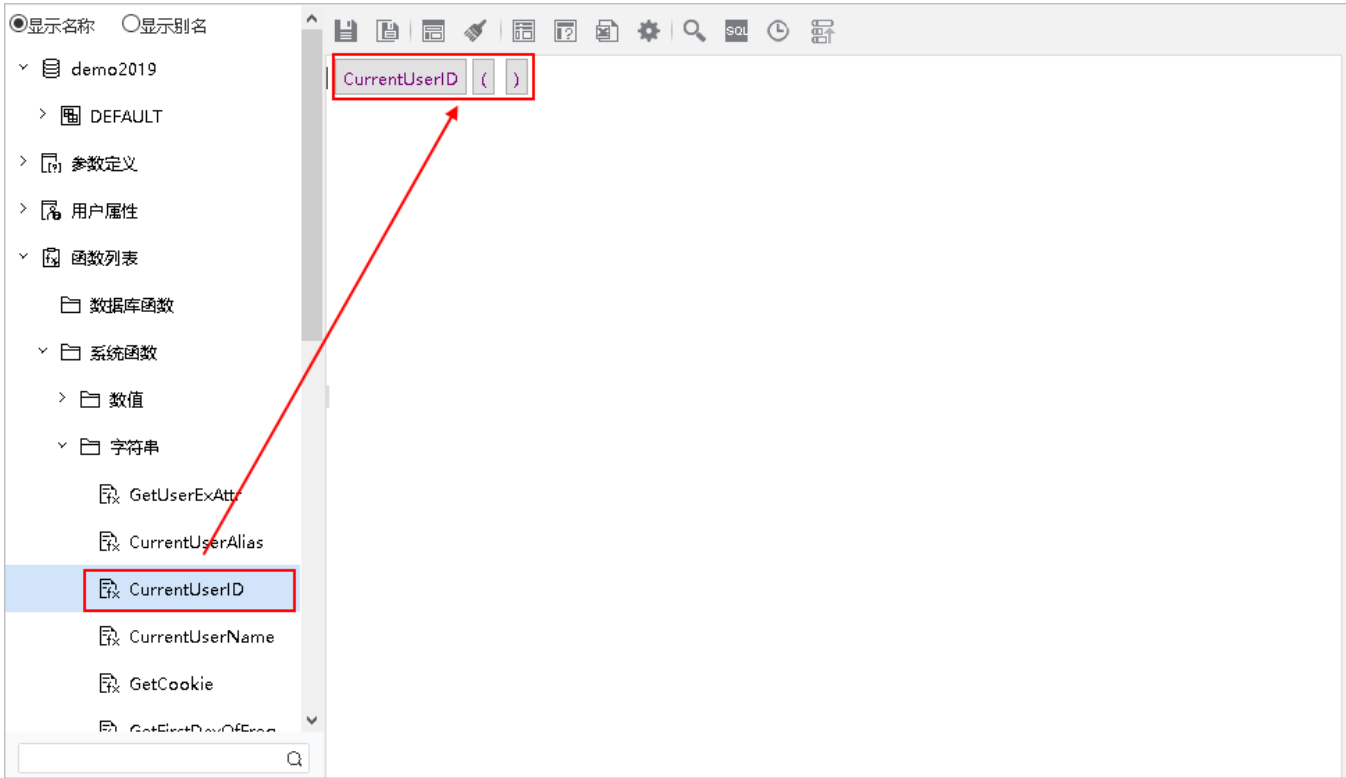 显示名称 显示别名
demo2019
DEFAULT
参数定义
用户属性
函数列表
数据库函数
系统函数
数值
字符串
GetUserExAttr
CurrentUserAlias
CurrentUserID
CurrentUserName
GetCookie
GetFirstDayOfFreq
SQL
CurrentUserID ( )